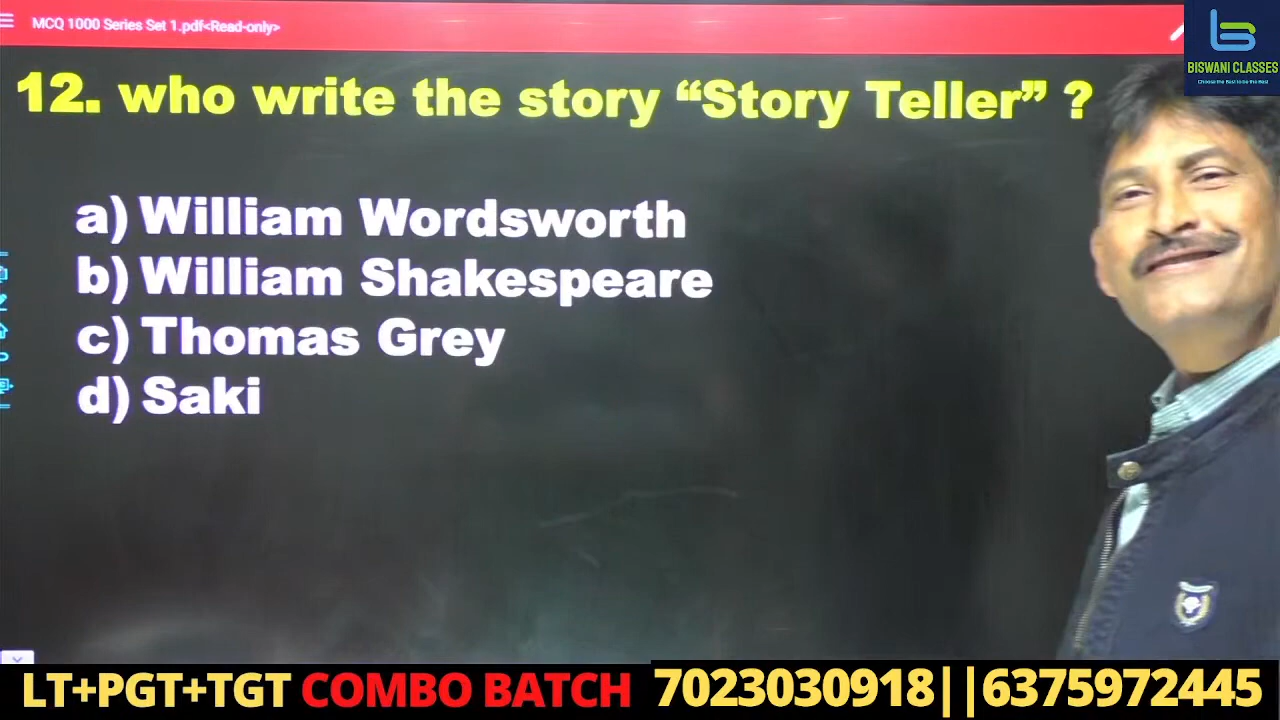 MCQ 1000 Series Set 1.pdf<Read-only>
BISWANI CLASSES
12. who write the story “Story Teller” ?
a) William Wordsworth
b) William Shakespeare
c) Thomas Grey
d) Saki
LT+PGT+TGT COMBO BATCH 7023030918||6375972445